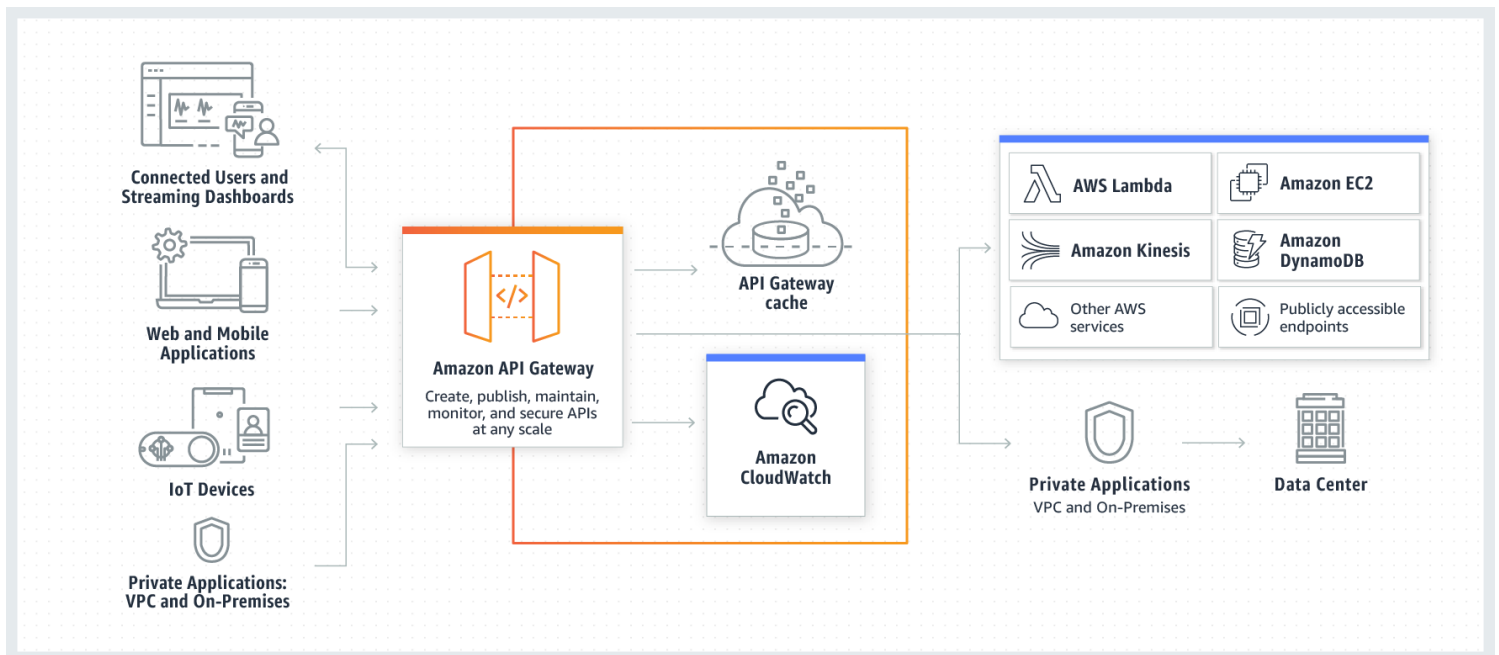 Connected Users and
Streaming Dashboards
Web and Mobile
Applications
IoT Devices
Private Applications:
VPC and On-Premises
</>
Amazon API Gateway
Create, publish, maintain,
monitor, and secure APIs
at any scale
API Gateway
cache
Amazon
CloudWatch
AWS Lambda
Amazon EC2
Amazon Kinesis
Amazon
DynamoDB
Other AWS
services
Publicly accessible
endpoints
Private Applications
VPC and On-Premises
Data Center